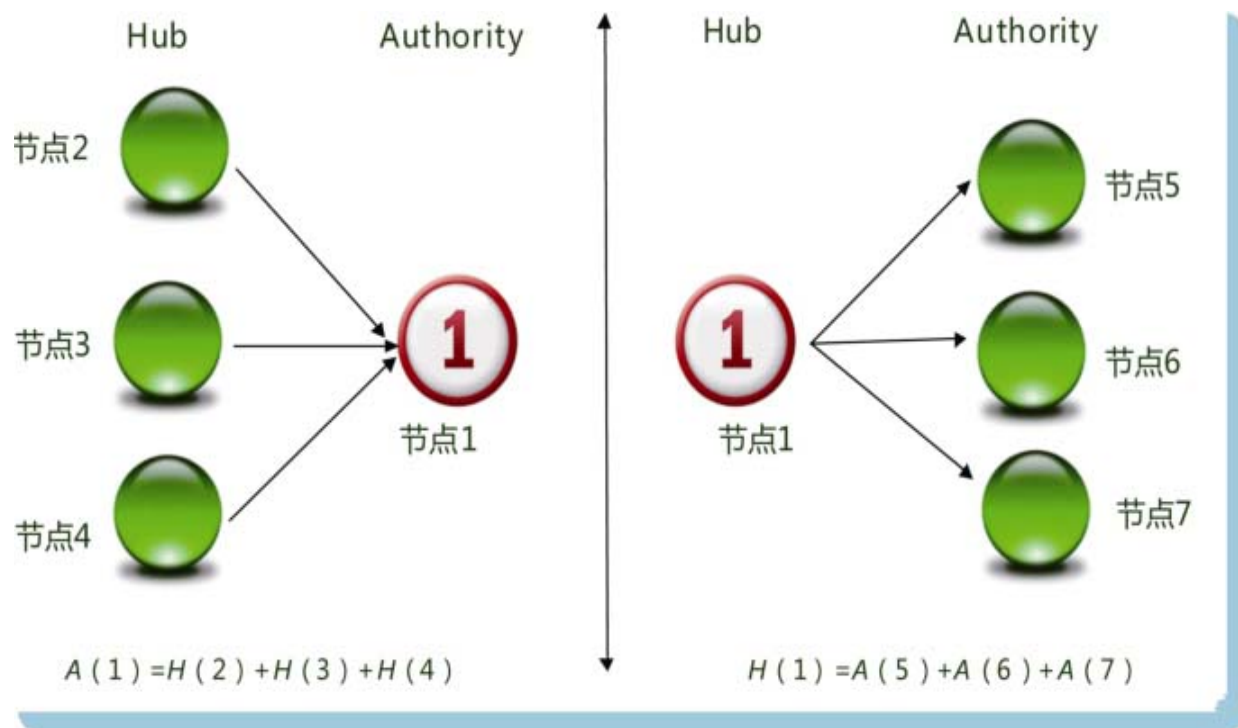 Hub Authority
节点2
节点3
1
节点1
节点4
A(1)=H(2)+H(3)+H(4)
Hub Authority
节点5
1
节点6
节点1
节点7
H(1)=A(5)+A(6)+A(7)